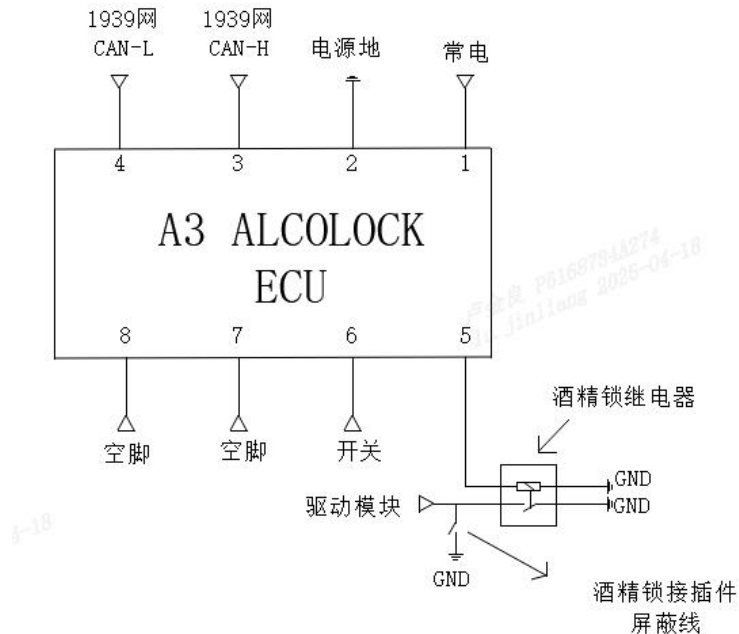 1939网 1939网
CAN-L CAN-H 电源地 常电
4 3 2 1
A3 ALCOLOCK
ECU
8 7 6 5
空脚 空脚 开关
酒精锁继电器
GND
驱动模块 GND
GND
酒精锁接插件
屏蔽线